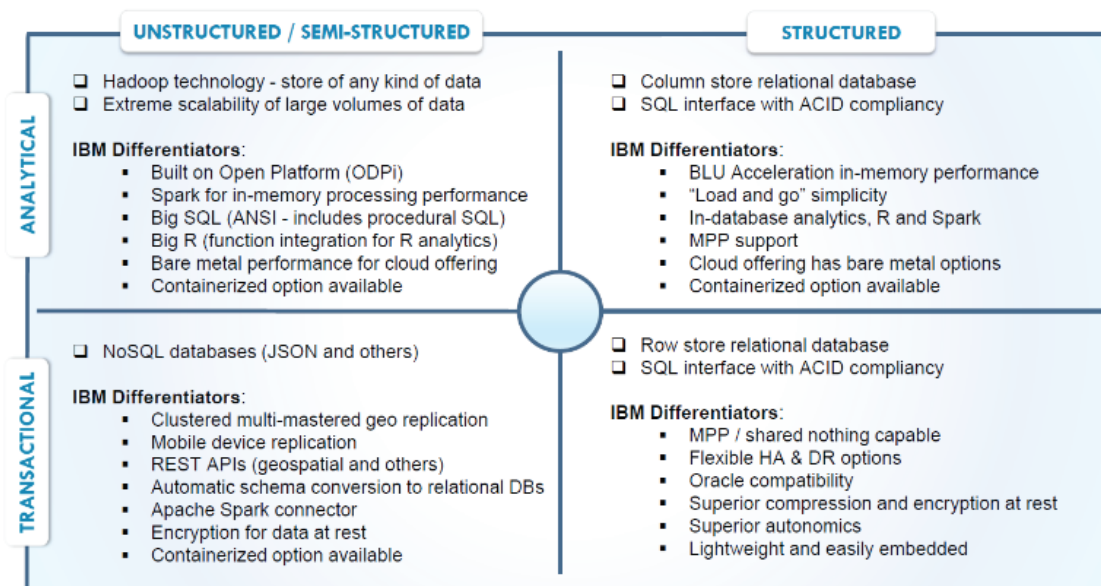 UNSTRUCTURED / SEMI-STRUCTURED
STRUCTURED
ANALYTICAL
❑ Hadoop technology - store of any kind of data
❑ Extreme scalability of large volumes of data
IBM Differentiators:
▪ Built on Open Platform (ODPi)
▪ Spark for in-memory processing performance
▪ Big SQL (ANSI - includes procedural SQL)
▪ Big R (function integration for R analytics)
▪ Bare metal performance for cloud offering
▪ Containerized option available
❑ Column store relational database
❑ SQL interface with ACID compliancy
IBM Differentiators:
▪ BLU Acceleration in-memory performance
▪ “Load and go” simplicity
▪ In-database analytics, R and Spark
▪ MPP support
▪ Cloud offering has bare metal options
▪ Containerized option available
TRANSACTIONAL
❑ NoSQL databases (JSON and others)
IBM Differentiators:
▪ Clustered multi-mastered geo replication
▪ Mobile device replication
▪ REST APIs (geospatial and others)
▪ Automatic schema conversion to relational DBs
▪ Apache Spark connector
▪ Encryption for data at rest
▪ Containerized option available
❑ Row store relational database
❑ SQL interface with ACID compliancy
IBM Differentiators:
▪ MPP / shared nothing capable
▪ Flexible HA & DR options
▪ Oracle compatibility
▪ Superior compression and encryption at rest
▪ Superior autonomics
▪ Lightweight and easily embedded